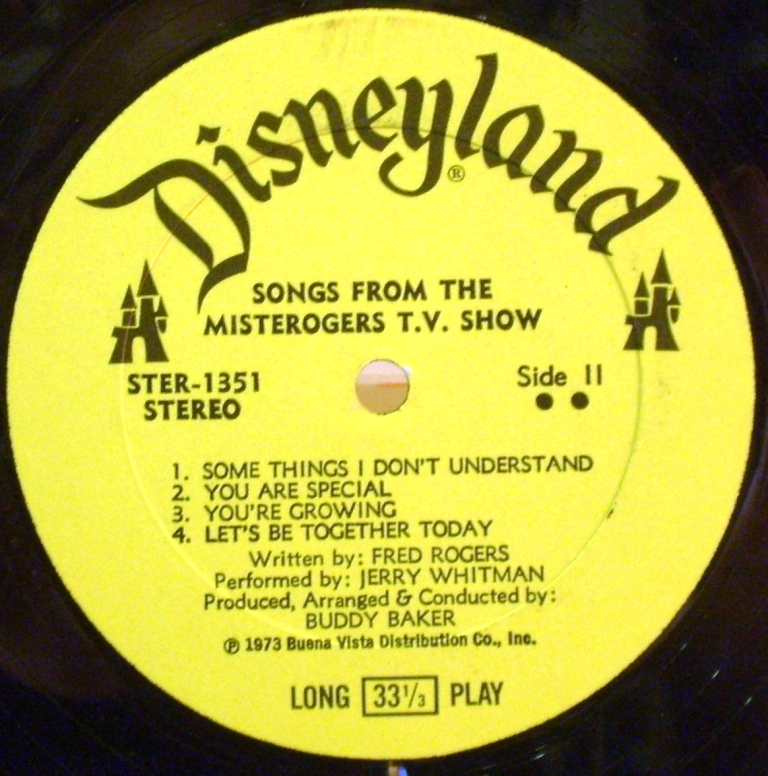 Disneyland®
SONGS FROM THE
MISTEROGERS T.V. SHOW
STER-1351
STEREO
Side II
1. SOME THINGS I DON'T UNDERSTAND
2. YOU ARE SPECIAL
3. YOU'RE GROWING
4. LET'S BE TOGETHER TODAY
Written by: FRED ROGERS
Performed by: JERRY WHITMAN
Produced, Arranged & Conducted by:
BUDDY BAKER
℗ 1973 Buena Vista Distribution Co., Inc.
LONG 33⅓ PLAY